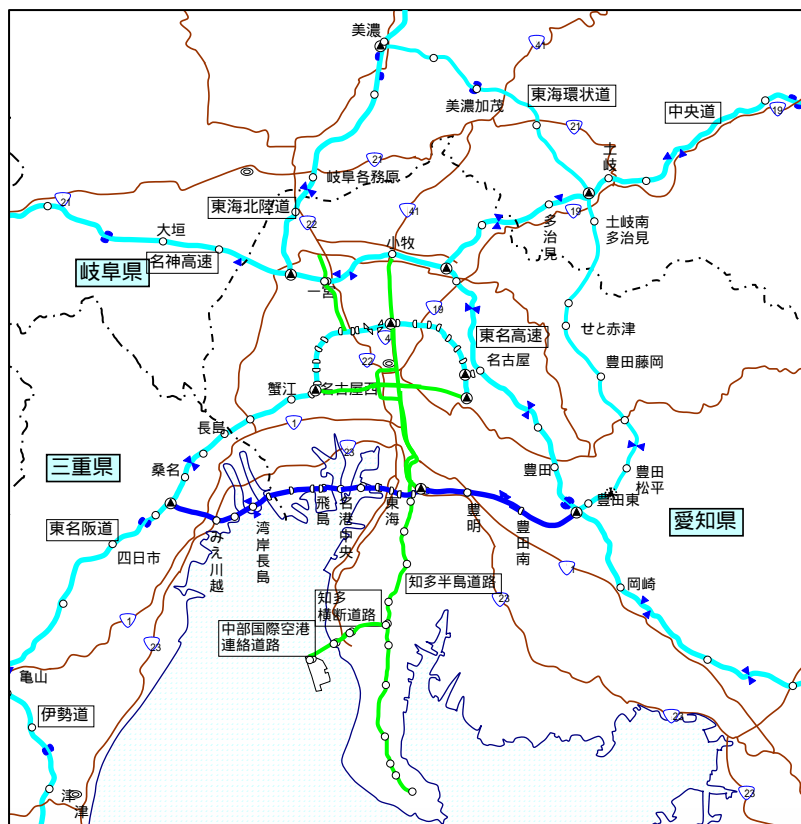 美濃
41
東海環状道
美濃加茂
中央道
19
21
21
土岐
岐阜各務原
21
東海北陸道
41
22
19
多治見
土岐南
多治見
大垣
小牧
名神高速
岐阜県
一宮
19
せと赤津
東名高速
4
22
名古屋
豊田藤岡
名古屋西
蟹江
長島
1
23
三重県
桑名
豊田
豊田
松平
豊田東
東名阪道
みえ川越
湾岸長島
飛島
名港中央
東海
豊明
豊田南
愛知県
四日市
1
岡崎
知多半島道路
知多
横断道路
23
1
中部国際空港
連絡道路
23
亀山
伊勢道
23
津
津
23